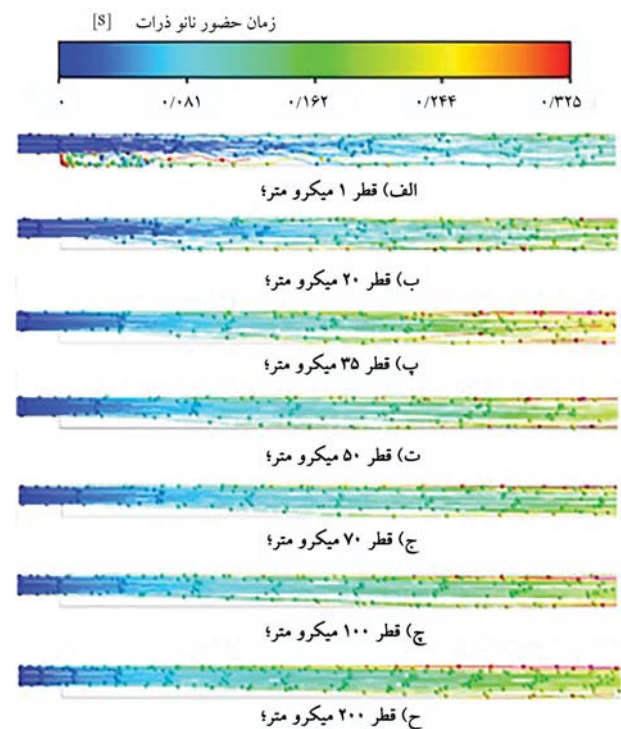 زمان حضور نانو ذرات [s]
۰ ۰/۰۸۱ ۰/۱۶۲ ۰/۲۴۴ ۰/۳۲۵
الف) قطر ۱ میکرو متر؛
ب) قطر ۲۰ میکرو متر؛
پ) قطر ۳۵ میکرو متر؛
ت) قطر ۵۰ میکرو متر؛
ج) قطر ۷۰ میکرو متر؛
چ) قطر ۱۰۰ میکرو متر؛
ح) قطر ۲۰۰ میکرو متر؛